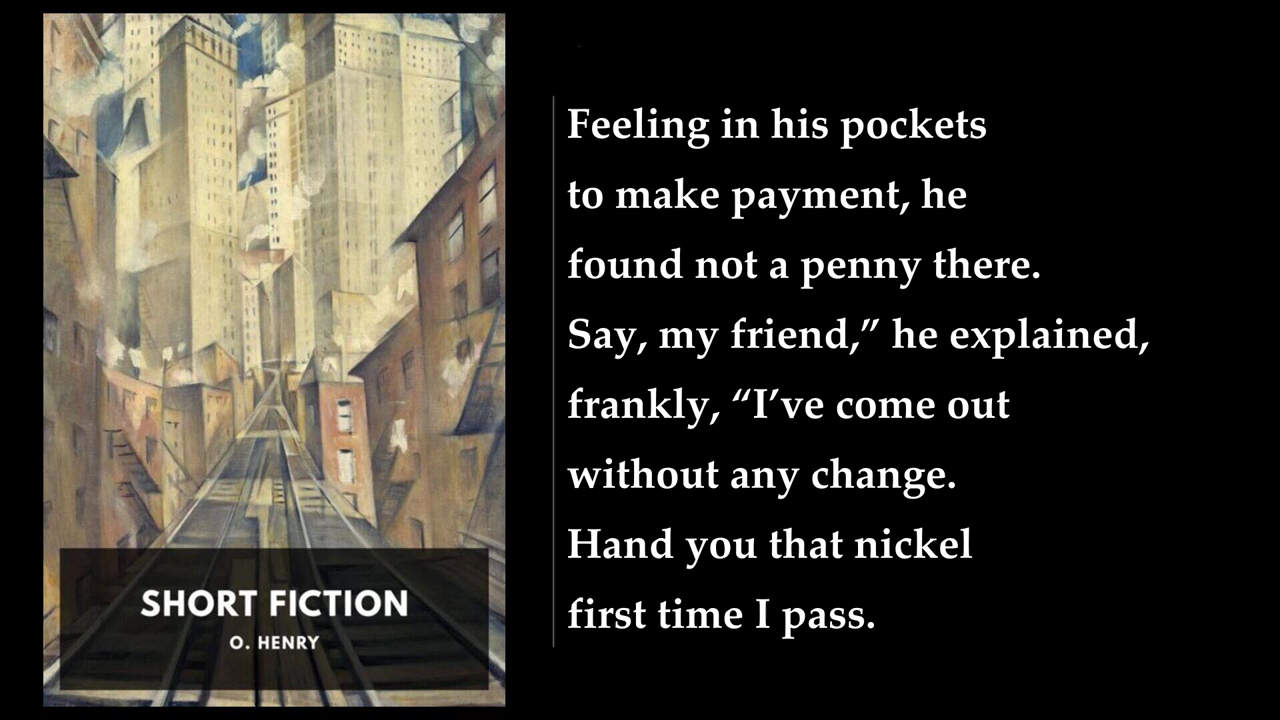 SHORT FICTION
O. HENRY
Feeling in his pockets
to make payment, he
found not a penny there.
Say, my friend,” he explained,
frankly, “I’ve come out
without any change.
Hand you that nickel
first time I pass.